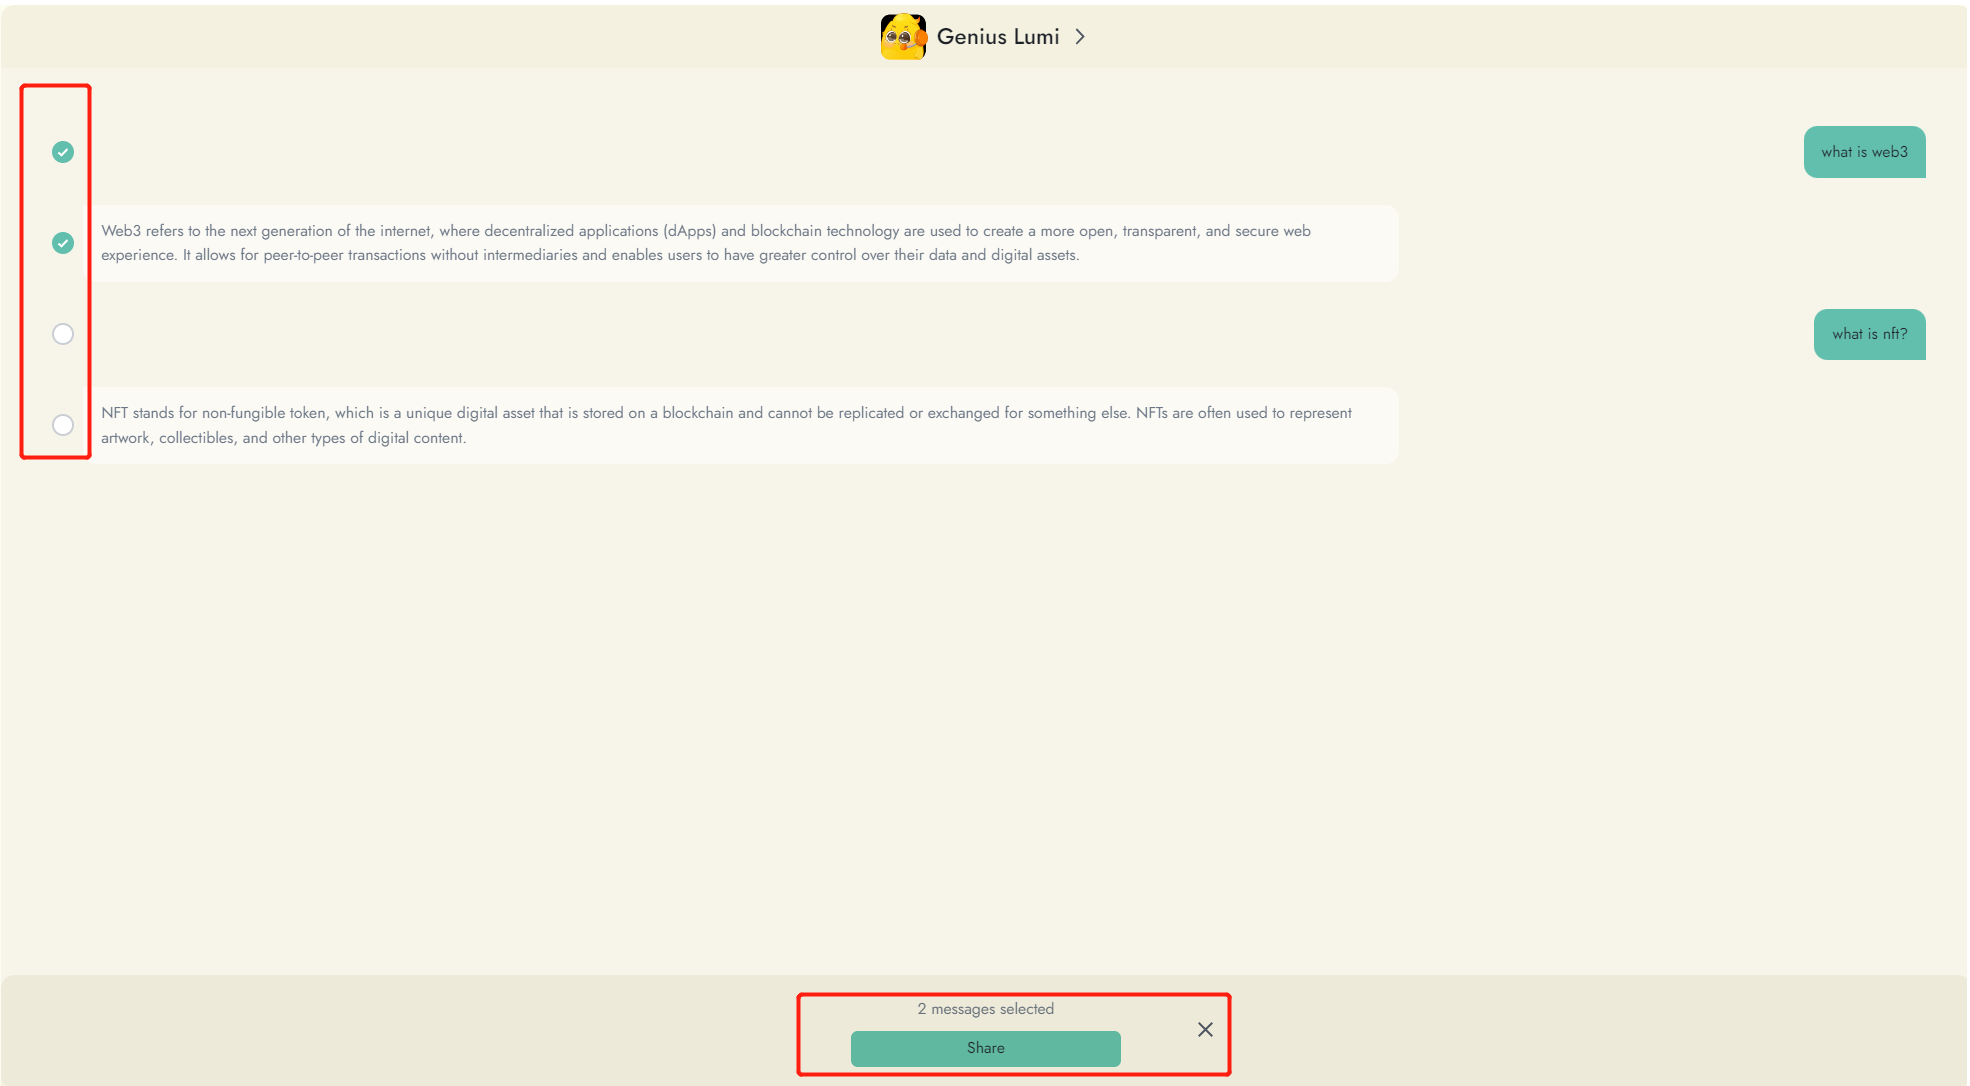 Genius Lumi
what is web3
Web3 refers to the next generation of the internet, where decentralized applications (dApps) and blockchain technology are used to create a more open, transparent, and secure web
experience. It allows for peer-to-peer transactions without intermediaries and enables users to have greater control over their data and digital assets.
what is nft?
NFT stands for non-fungible token, which is a unique digital asset that is stored on a blockchain and cannot be replicated or exchanged for something else. NFTs are often used to represent
artwork, collectibles, and other types of digital content.
2 messages selected
Share